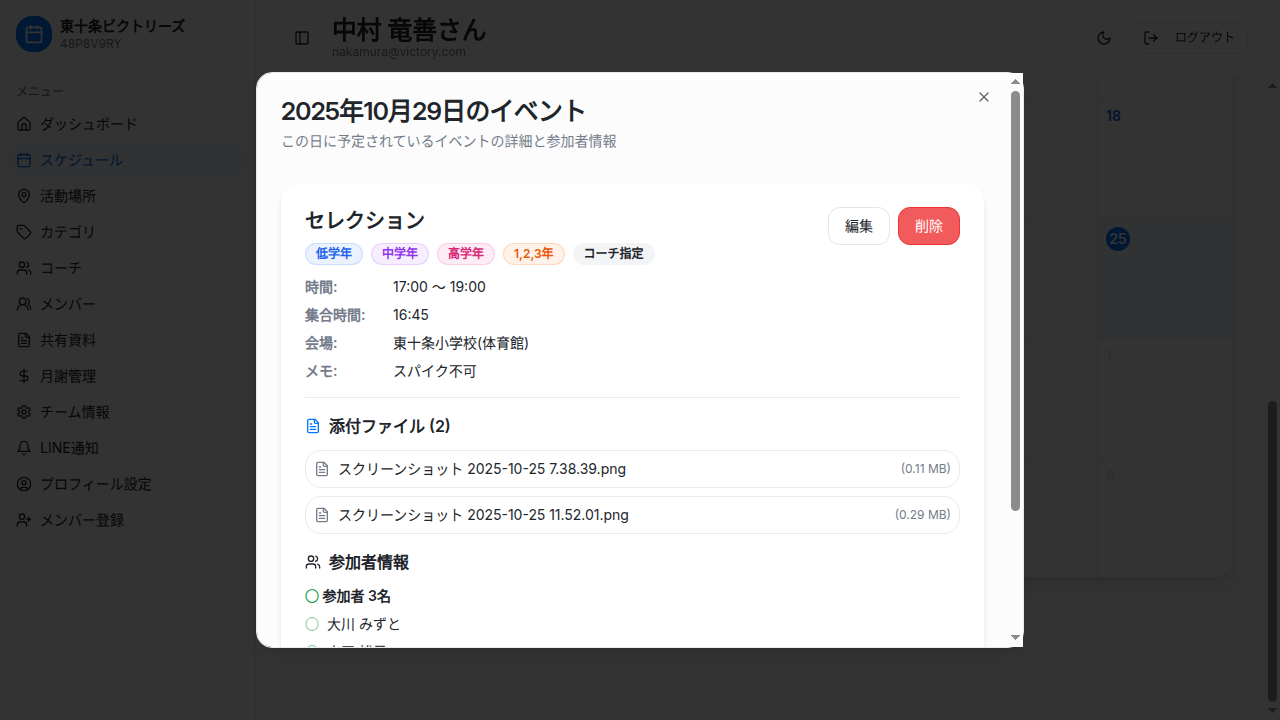 東十条ビクトリーズ
48P8V9RY
メニュー
ダッシュボード
スケジュール
活動場所
カテゴリ
コーチ
メンバー
共有資料
月謝管理
チーム情報
LINE通知
プロフィール設定
メンバー登録
中村 竜善さん
nakamura@victory.com
ログアウト
18
25
1
8
2025年10月29日のイベント
この日に予定されているイベントの詳細と参加者情報
セレクション
編集
削除
低学年 中学年 高学年 1,2,3年 コーチ指定
時間: 17:00 〜 19:00
集合時間: 16:45
会場: 東十条小学校(体育館)
メモ: スパイク不可
添付ファイル (2)
スクリーンショット 2025-10-25 7.38.39.png (0.11 MB)
スクリーンショット 2025-10-25 11.52.01.png (0.29 MB)
参加者情報
参加者 3名
大川 みずと